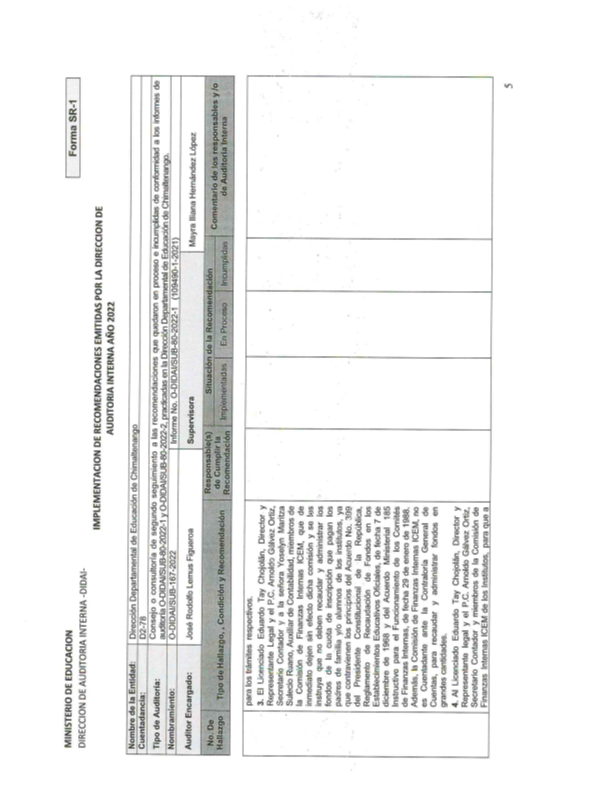 MINISTERIO DE EDUCACION
DIRECCION DE AUDITORIA INTERNA -DIDAI-
Forma SR-1
IMPLEMENTACION DE RECOMENDACIONES EMITIDAS POR LA DIRECCION DE
AUDITORIA INTERNA AÑO 2022
Nombre de la Entidad: Dirección Departamental de Educación de Chimaltenango
Cuentadancia: D2-78
Tipo de Auditoría: Consejo o consultoría de segundo seguimiento a las recomendaciones que quedaron en proceso e incumplidas de conformidad a los informes de
auditoría O-DIDAI/SUB-80-2022-1 y O-DIDAI/SUB-80-2022-2, practicadas en la Dirección Departamental de Educación de Chimaltenango.
Nombramiento: O-DIDAI/SUB-167-2022 Informe No. O-DIDAI/SUB-80-2022-1 (109490-1-2021)
Auditor Encargado: José Rodolfo Lemus Figueroa Supervisora Mayra Iliana Hernández López
No. De Hallazgo
Tipo de Hallazgo, Condición y Recomendación
Responsable(s) de Cumplir la Recomendación
Situación de la Recomendación
Implementadas En Proceso Incumplidas
Comentario de los responsables y /o de Auditoría Interna
para los trámites respectivos.
3. El Licenciado Eduardo Tay Chojolán, Director y
Representante Legal y el P.C. Arnoldo Gálvez Ortiz,
Secretario Contador y a la señora Yoselyn Maritza
Sulecio Ruano, Auxiliar de Contabilidad, miembros de
la Comisión de Finanzas Internas ICEM, que de
inmediato dejen sin efecto dicha comisión y se les
instruya que no deben recaudar y administrar los
fondos de la cuota de inscripción que pagan los
padres de familia y/o alumnos de los institutos, ya
que contravienen los principios del Acuerdo No. 399
del Presidente Constitucional de la República,
Reglamento de Recaudación de Fondos en los
Establecimientos Educativos Oficiales, de fecha 7 de
diciembre de 1968 y del Acuerdo Ministerial 185
Instructivo para el Funcionamiento de los Comités
de Finanzas Internas, de fecha 29 de enero de 1988.
Además, la Comisión de Finanzas Internas ICEM, no
es Cuentadante ante la Contraloría General de
Cuentas, para recaudar y administrar fondos en
grandes cantidades.
4. Al Licenciado Eduardo Tay Chojolán, Director y
Representante legal y el P.C. Arnoldo Gálvez Ortiz,
Secretario Contador y miembros de la Comisión de
Finanzas Internas ICEM de los institutos, para que a
5